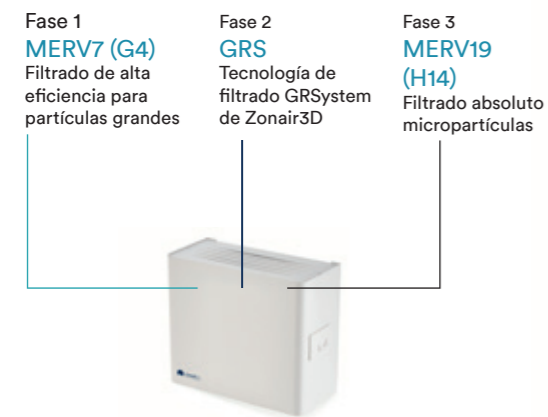 Fase 1
MERV7 (G4)
Filtrado de alta
eficiencia para
partículas grandes
Fase 2
GRS
Tecnología de
filtrado GRSystem
de Zonair3D
Fase 3
MERV19
(H14)
Filtrado absoluto
micropartículas